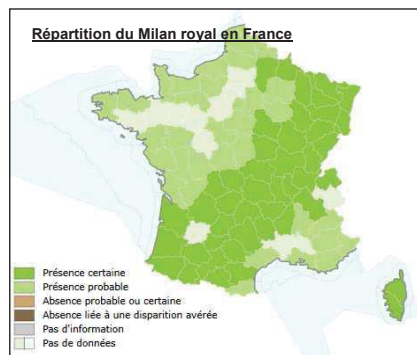 Répartition du Milan royal en France
Présence certaine
Présence probable
Absence probable ou certaine
Absence liée à une disparition avérée
Pas d'information
Pas de données